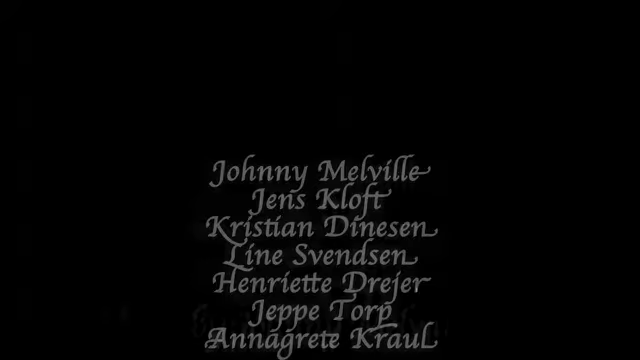 Johnny Melville
Jens Kloft
Kristian Dinesen
Line Svendsen
Henriette Drejer
Jeppe Torp
Annagrete Kraul